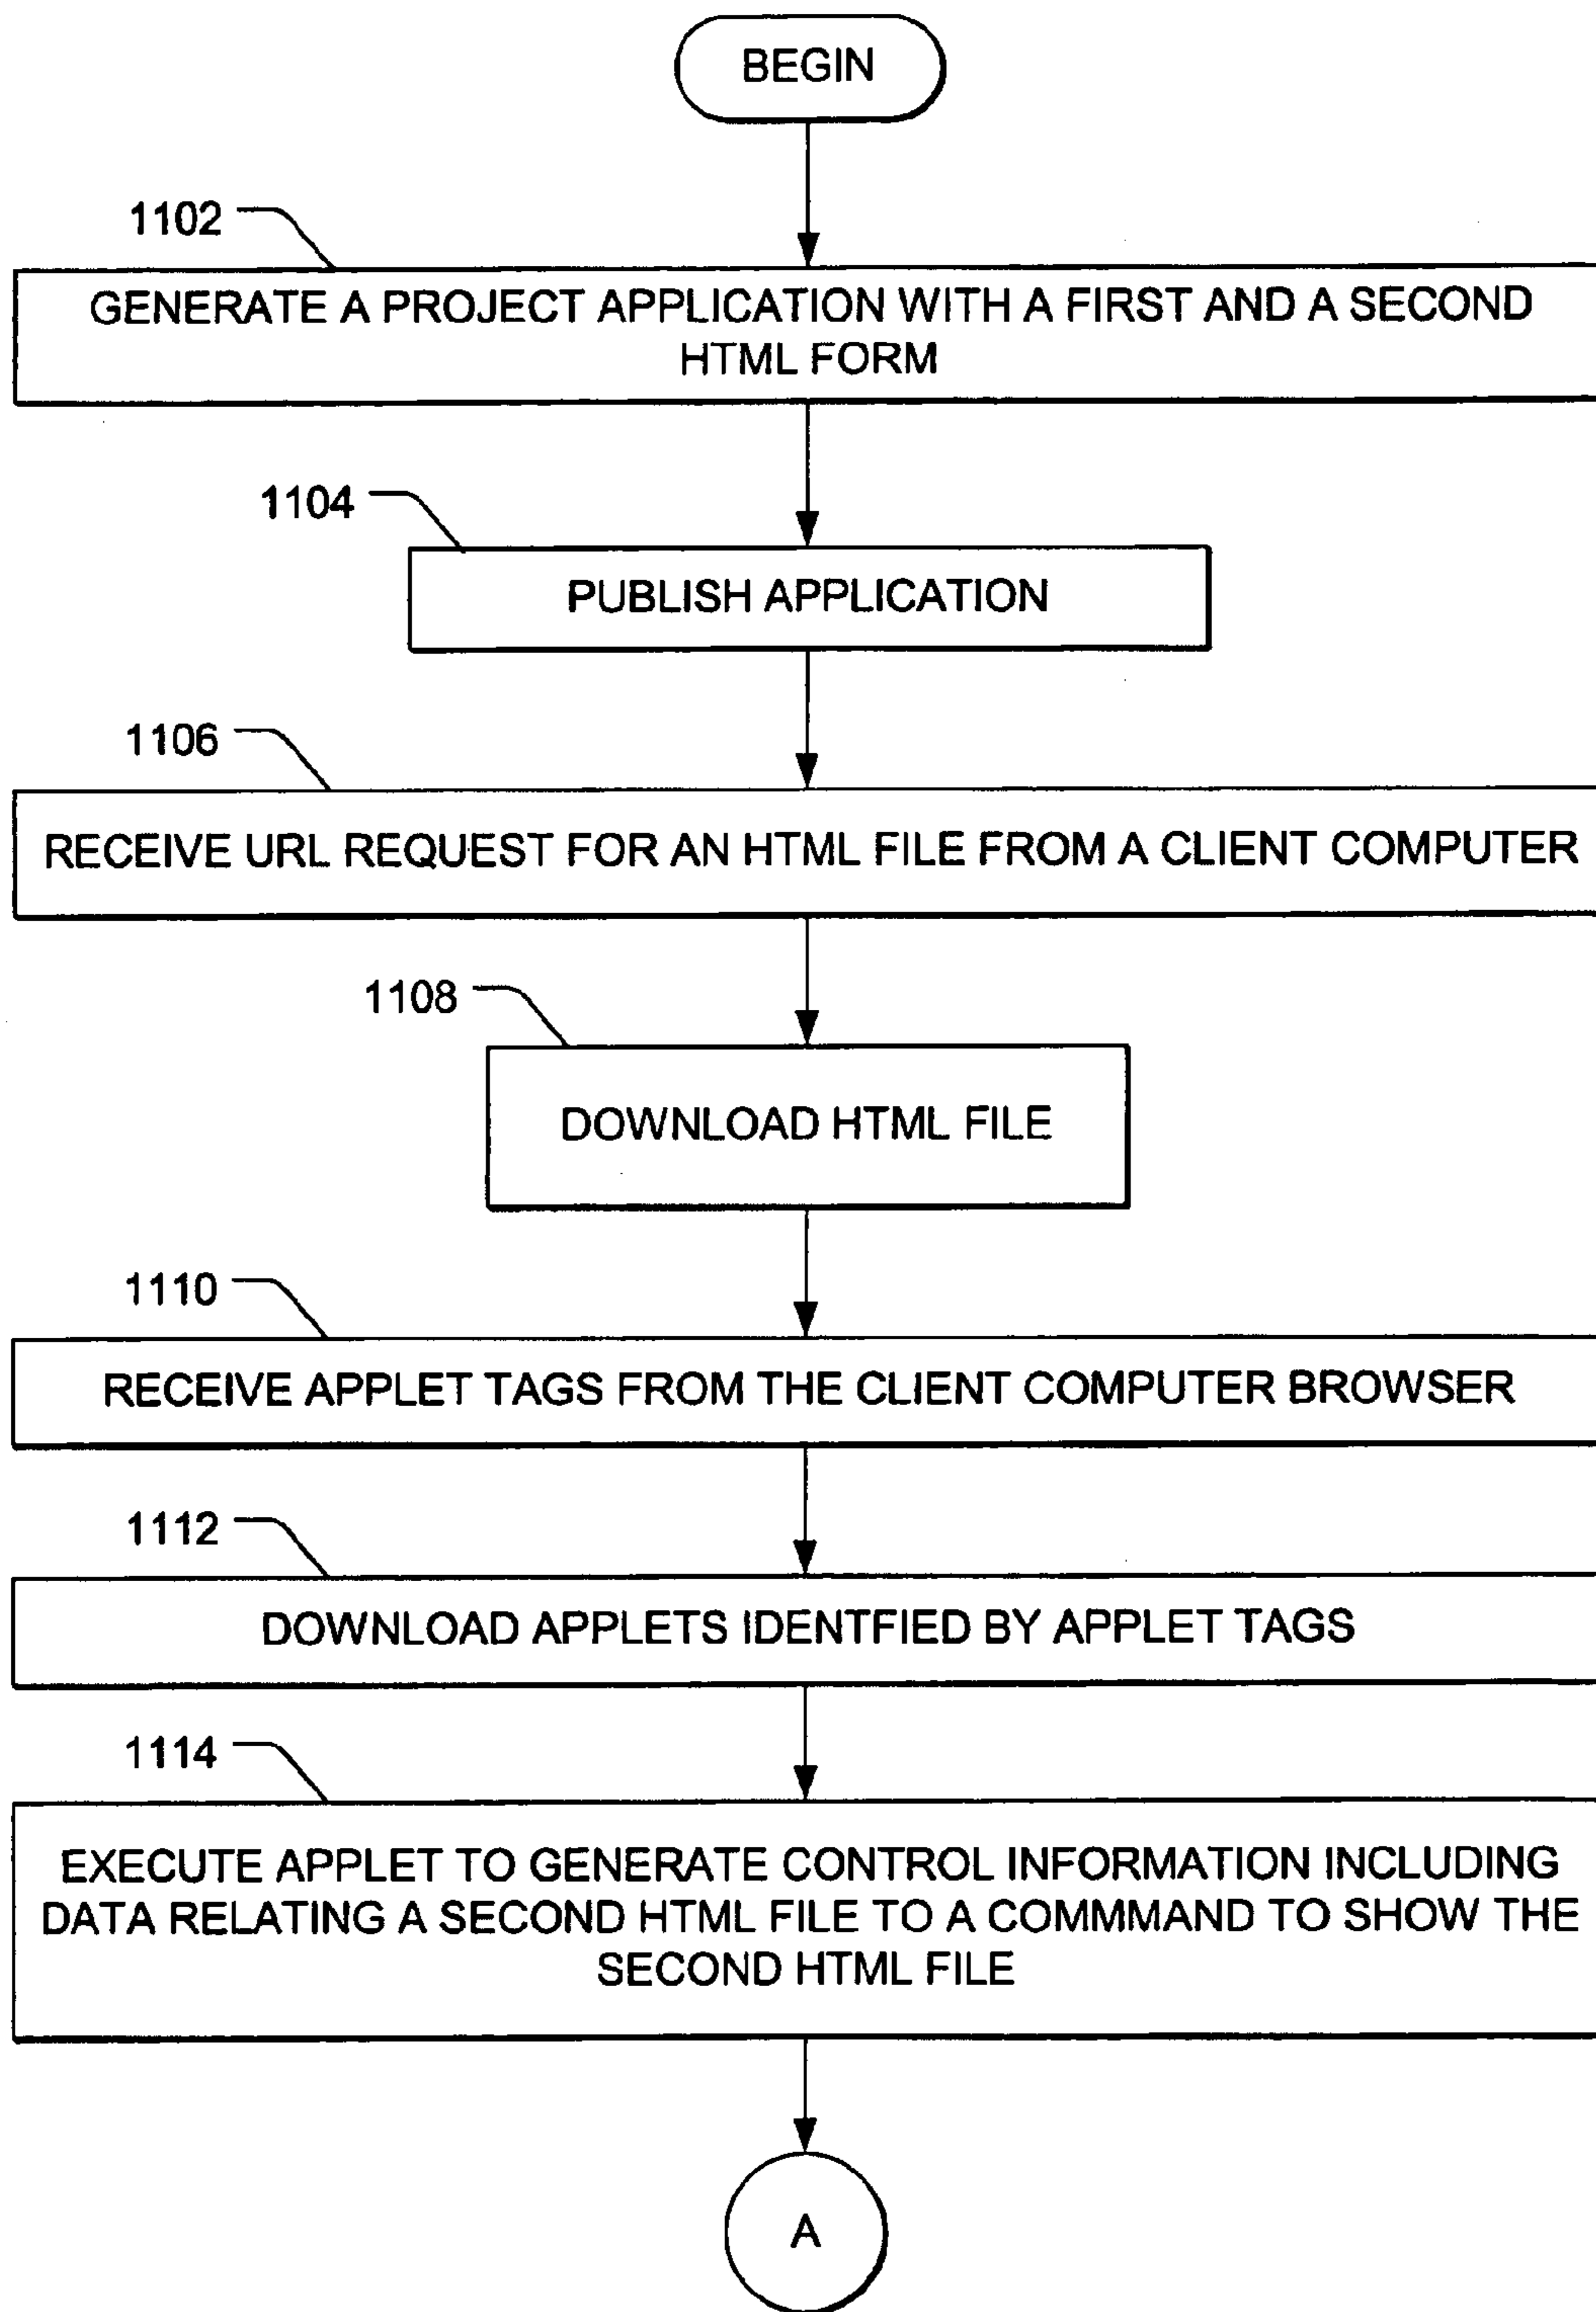 BEGIN
1102
GENERATE A PROJECT APPLICATION WITH A FIRST AND A SECOND
HTML FORM
1104
PUBLISH APPLICATION
1106
RECEIVE URL REQUEST FOR AN HTML FILE FROM A CLIENT COMPUTER
1108
DOWNLOAD HTML FILE
1110
RECEIVE APPLET TAGS FROM THE CLIENT COMPUTER BROWSER
1112
DOWNLOAD APPLETS IDENTFIED BY APPLET TAGS
1114
EXECUTE APPLET TO GENERATE CONTROL INFORMATION INCLUDING
DATA RELATING A SECOND HTML FILE TO A COMMMAND TO SHOW THE
SECOND HTML FILE
A